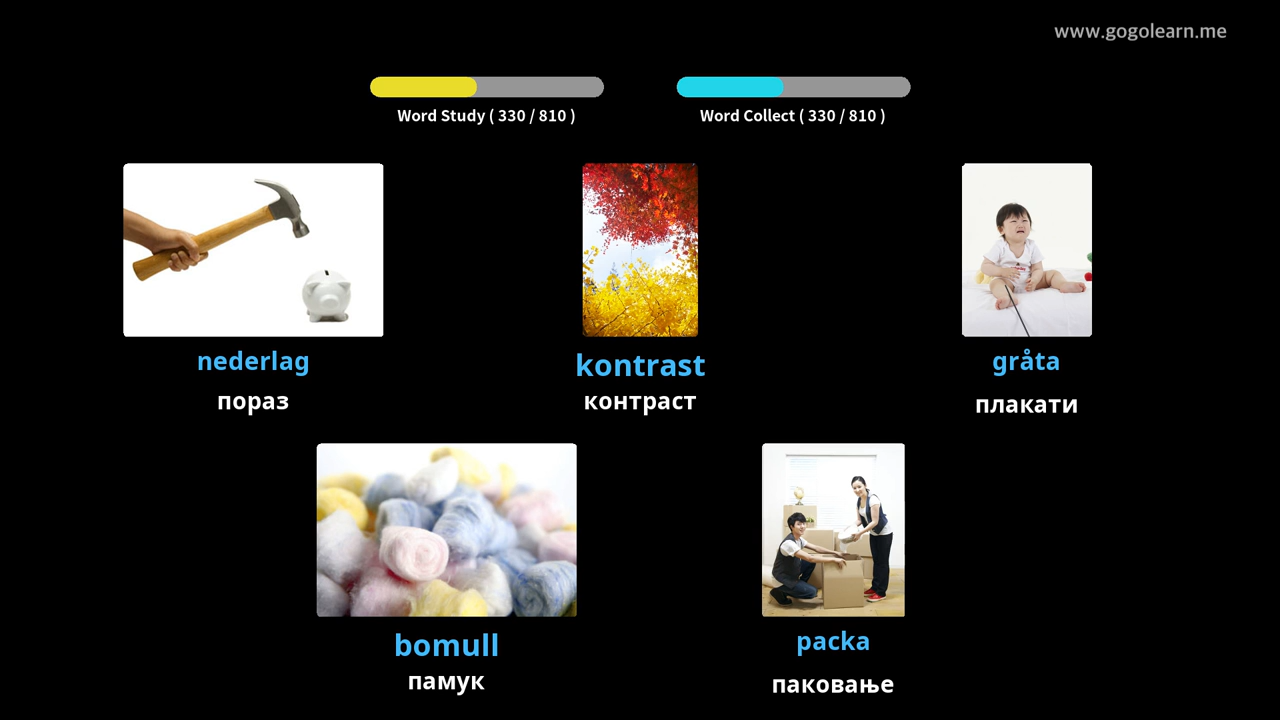 www.gogolearn.me
Word Study ( 330 / 810 )
Word Collect ( 330 / 810 )
nederlag
пораз
kontrast
контраст
gråta
плакати
bomull
памук
packa
паковање